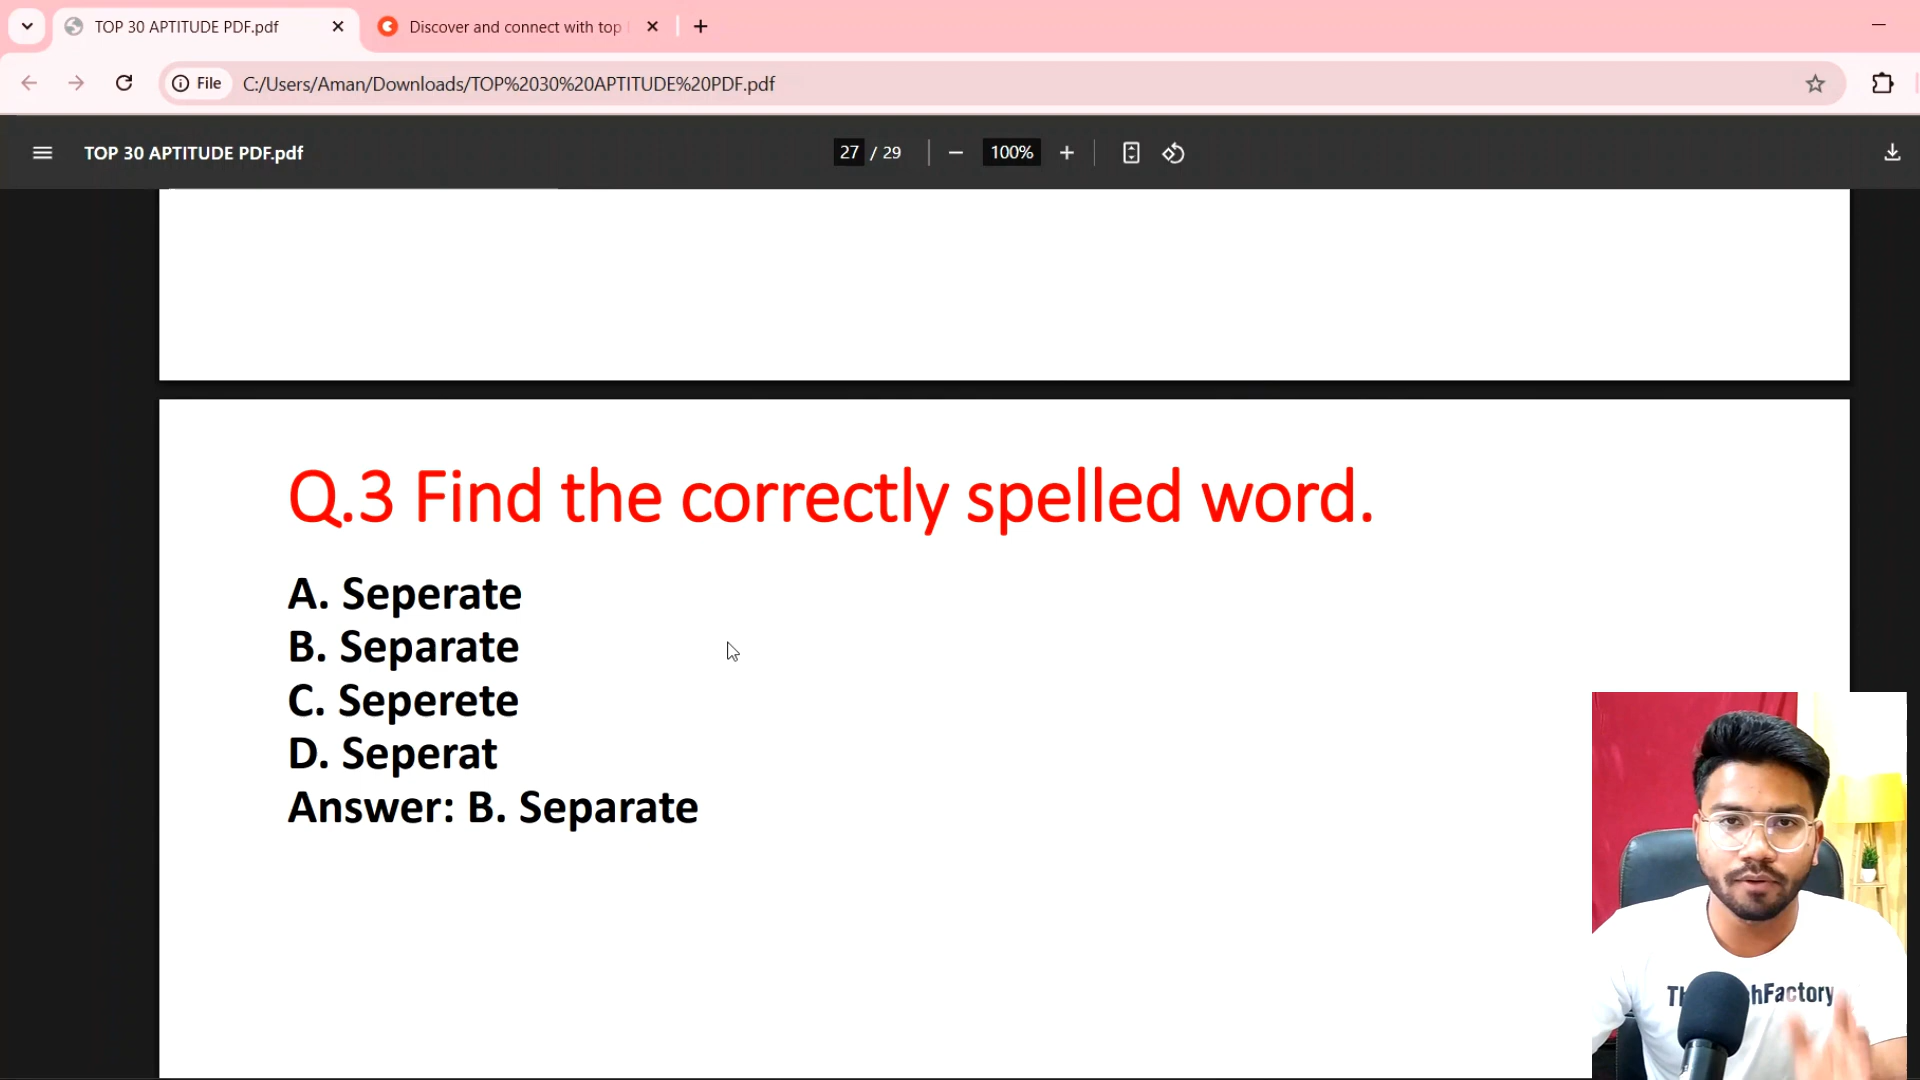 TOP 30 APTITUDE PDF.pdf
Discover and connect with top
File
C:/Users/Aman/Downloads/TOP%2030%20APTITUDE%20PDF.pdf
TOP 30 APTITUDE PDF.pdf
27 / 29
100%
Q.3 Find the correctly spelled word.
A. Seperate
B. Separate
C. Seperete
D. Seperat
Answer: B. Separate